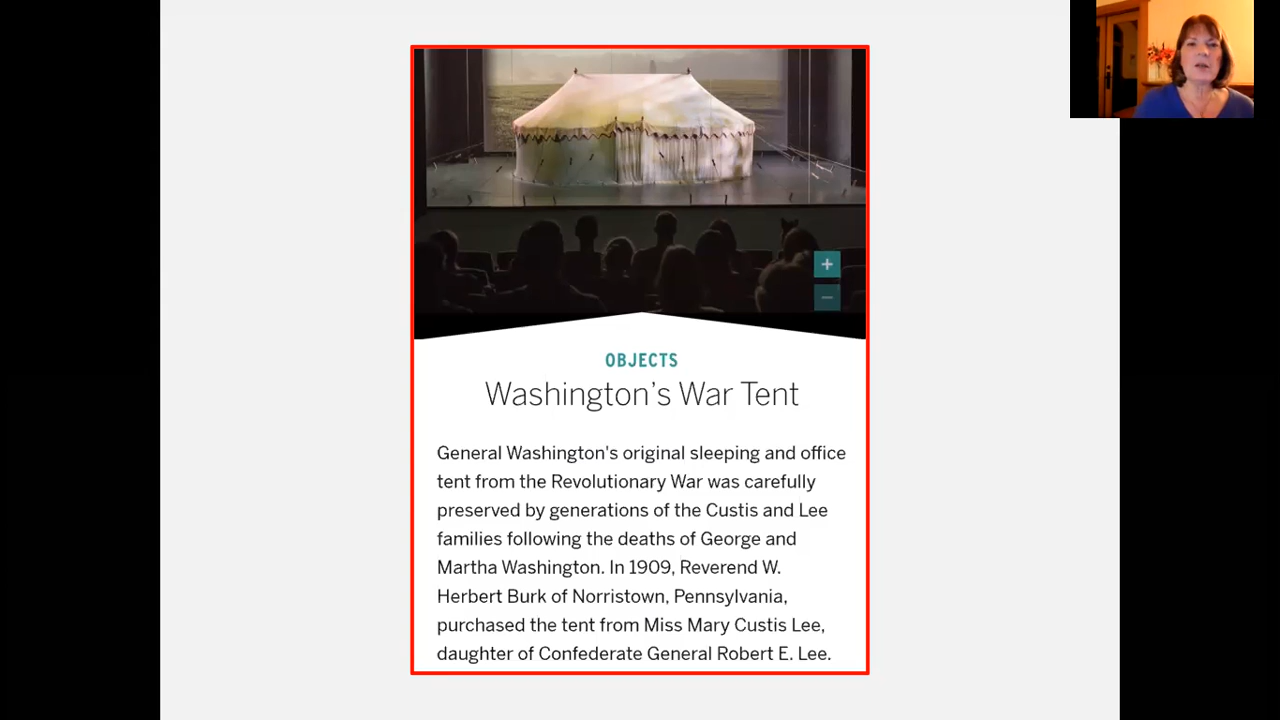 OBJECTS
Washington's War Tent
General Washington's original sleeping and office
tent from the Revolutionary War was carefully
preserved by generations of the Custis and Lee
families following the deaths of George and
Martha Washington. In 1909, Reverend W.
Herbert Burk of Norristown, Pennsylvania,
purchased the tent from Miss Mary Custis Lee,
daughter of Confederate General Robert E. Lee.